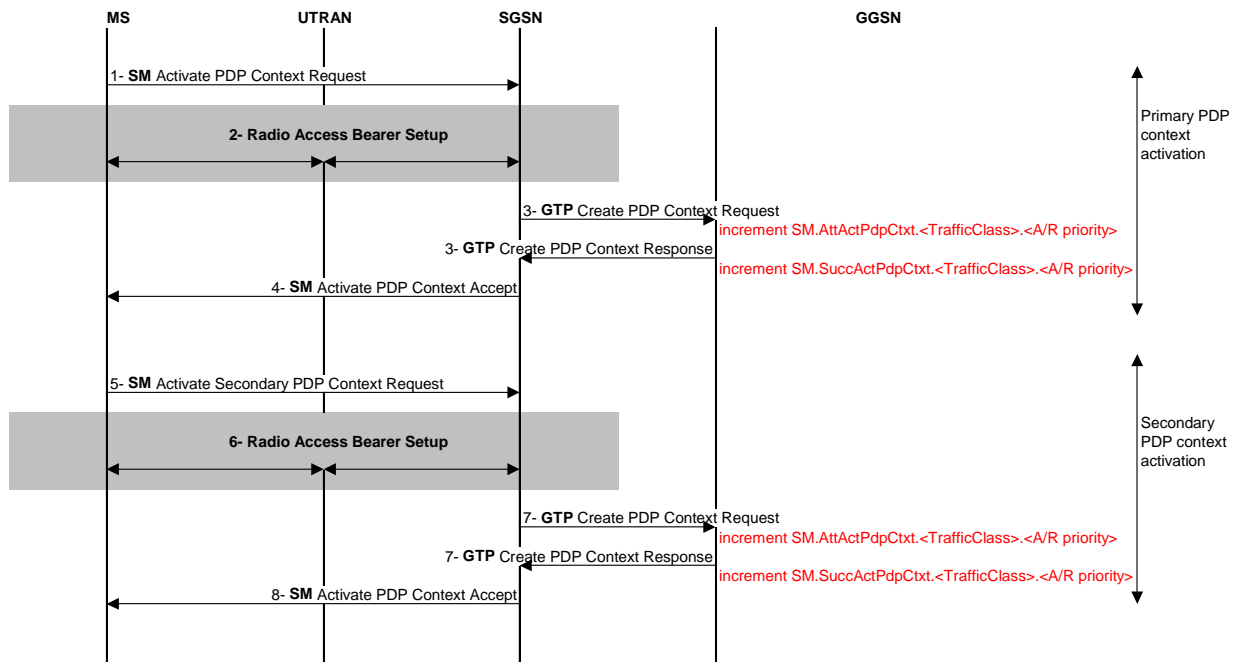 MS UTRAN SGSN GGSN
1- SM Activate PDP Context Request
2- Radio Access Bearer Setup
Primary PDP
context
activation
3- GTP Create PDP Context Request
increment SM.AttActPdpCtxt.<TrafficClass>.<A/R priority>
3- GTP Create PDP Context Response
increment SM.SuccActPdpCtxt.<TrafficClass>.<A/R priority>
4- SM Activate PDP Context Accept
5- SM Activate Secondary PDP Context Request
6- Radio Access Bearer Setup
Secondary
PDP context
activation
7- GTP Create PDP Context Request
increment SM.AttActPdpCtxt.<TrafficClass>.<A/R priority>
7- GTP Create PDP Context Response
increment SM.SuccActPdpCtxt.<TrafficClass>.<A/R priority>
8- SM Activate PDP Context Accept